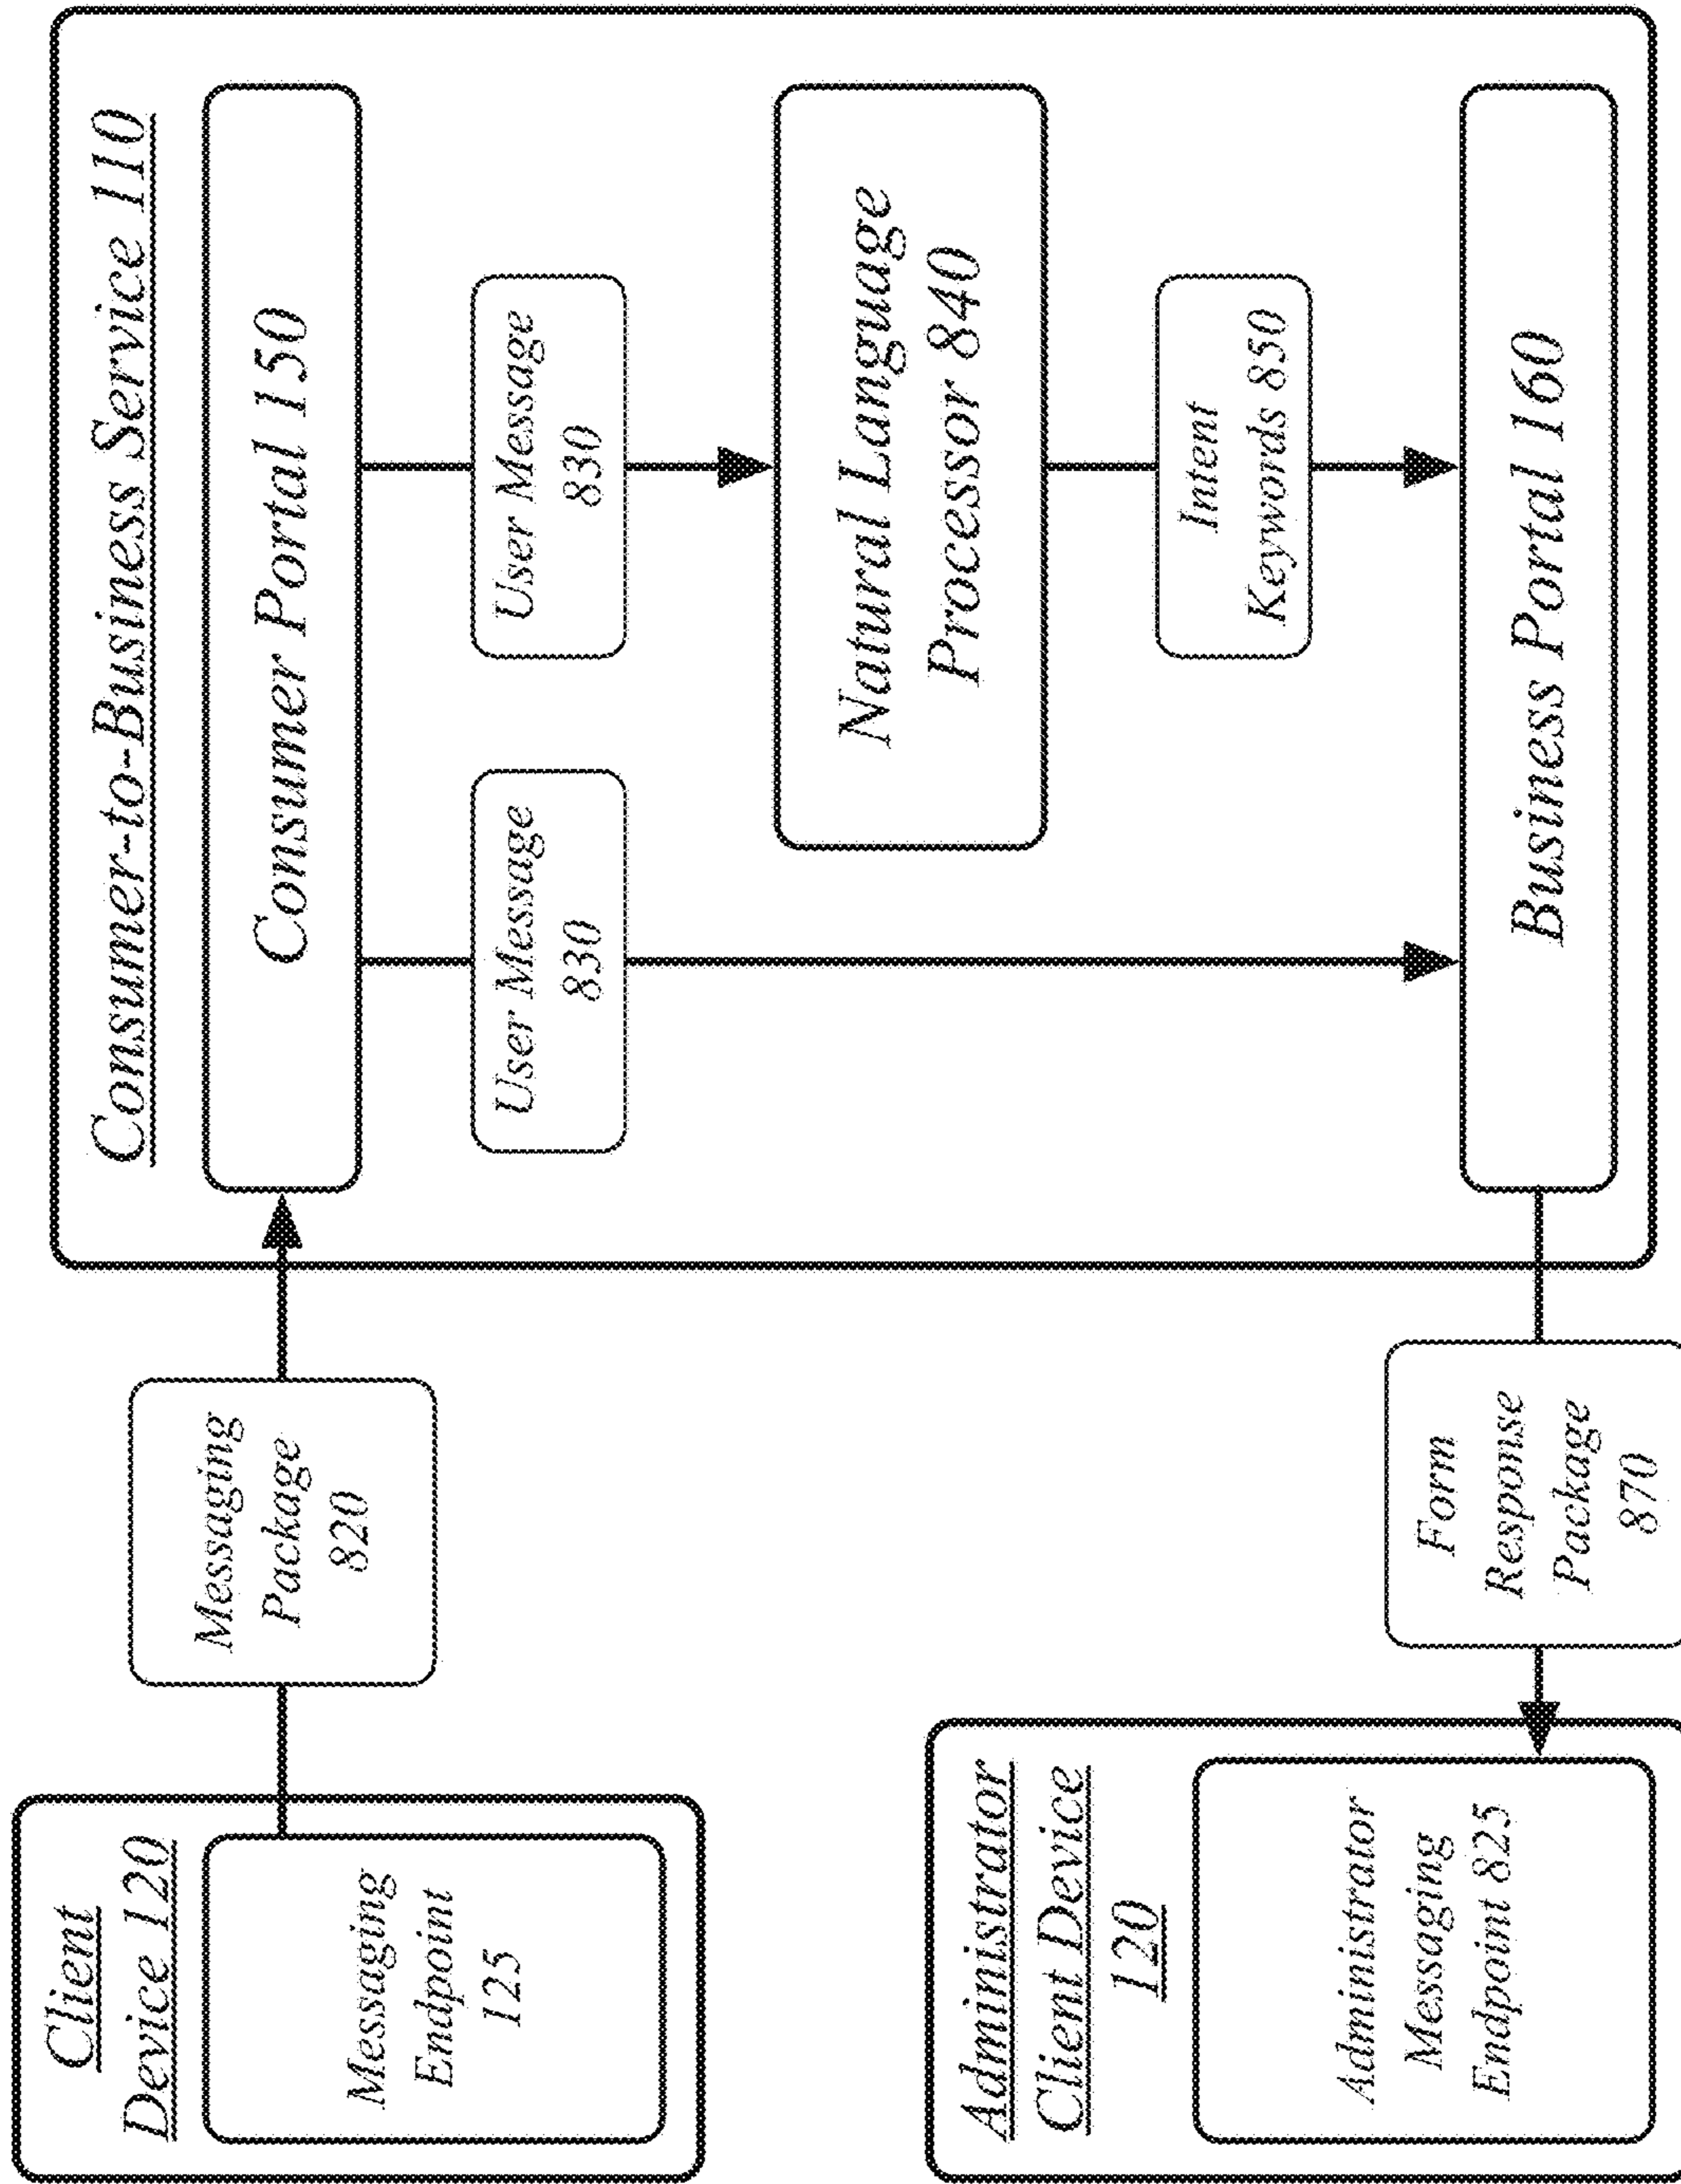 Client
Device 120
Messaging
Endpoint
125
Messaging
Package
820
Consumer-to-Business Service 110
Consumer Portal 150
User Message
830
User Message
830
Natural Language
Processor 840
Intent
Keywords 850
Business Portal 160
Form
Response
Package
870
Administrator
Client Device
120
Administrator
Messaging
Endpoint 825